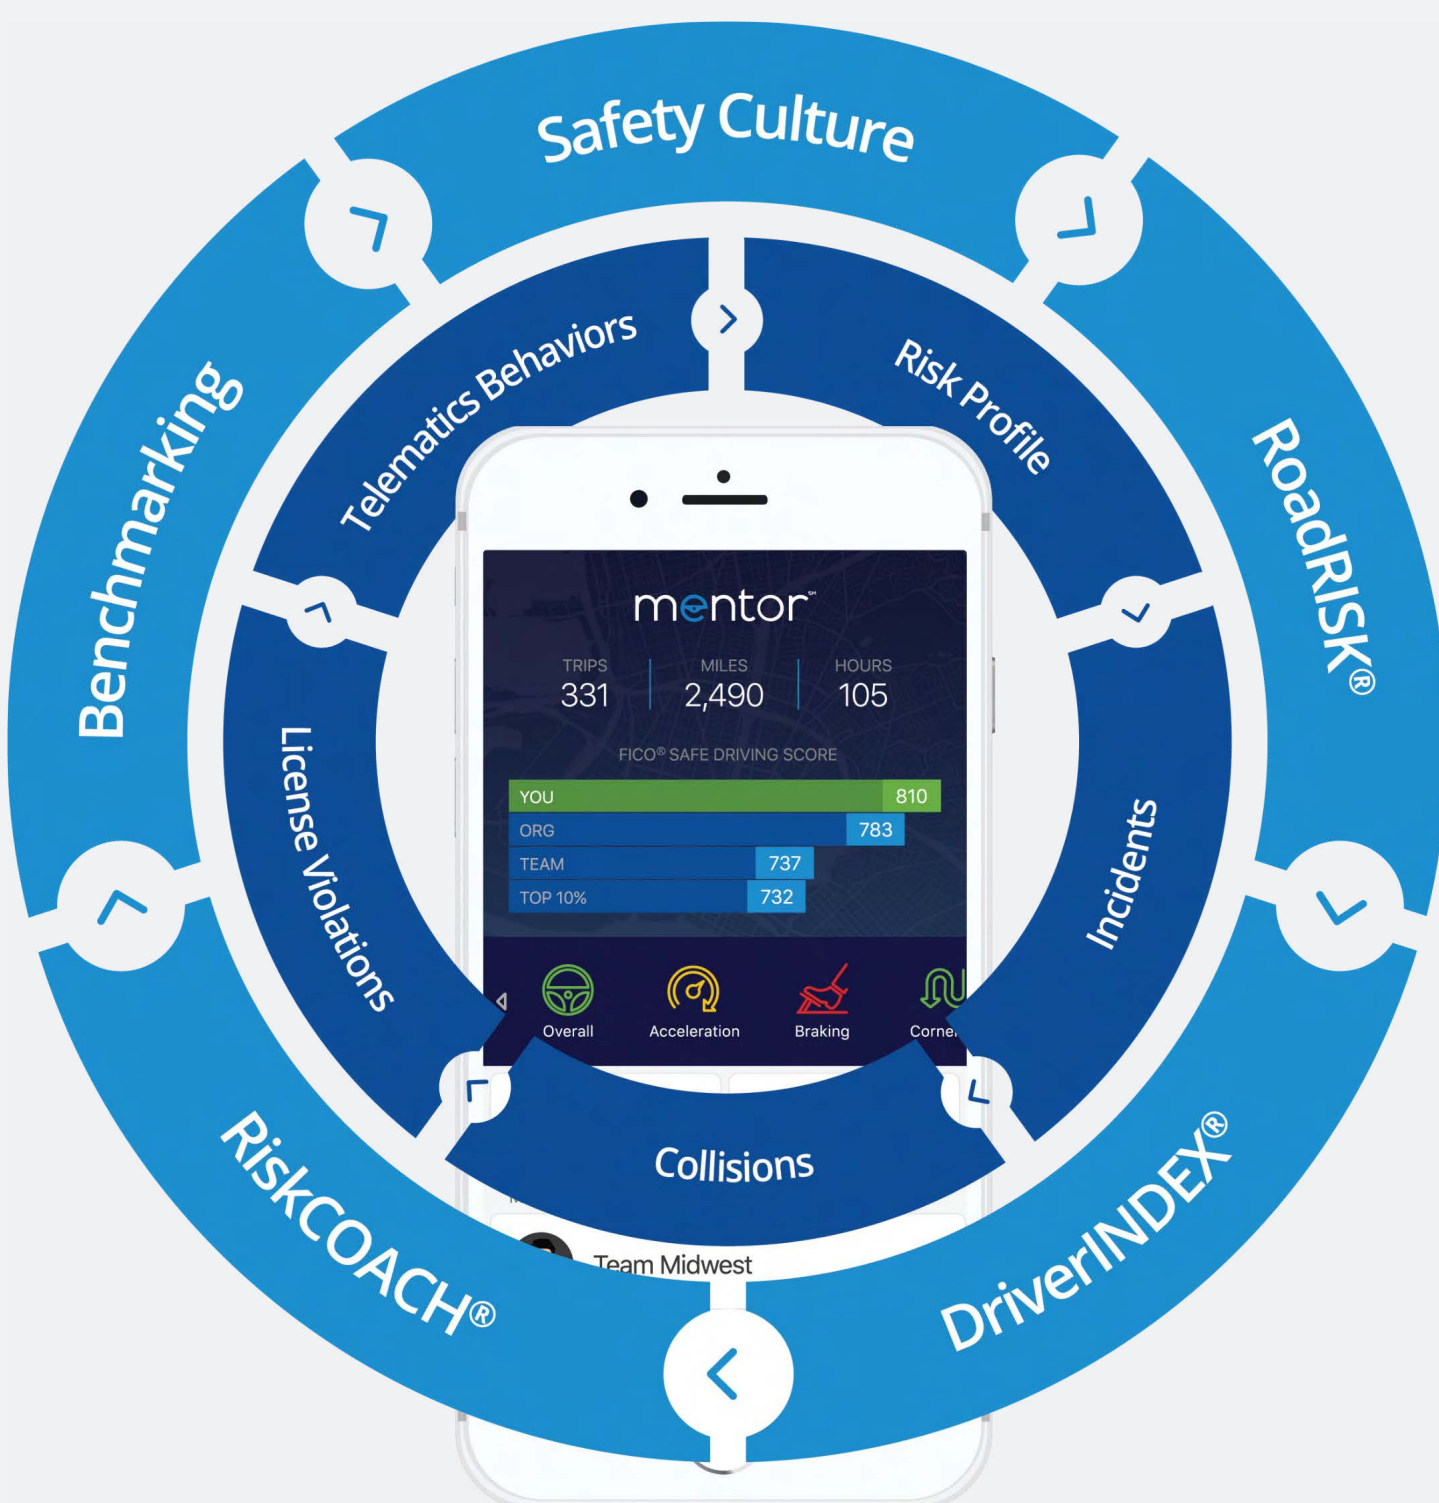 Safety Culture
RoadRISK®
DriverINDEX®
RiskCOACH®
Benchmarking
Telematics Behaviors
Risk Profile
Incidents
Collisions
License Violations
mentor℠
TRIPS
331
MILES
2,490
HOURS
105
FICO® SAFE DRIVING SCORE
YOU 810
ORG 783
TEAM 737
TOP 10% 732
Overall
Acceleration
Braking
Corner
Team Midwest